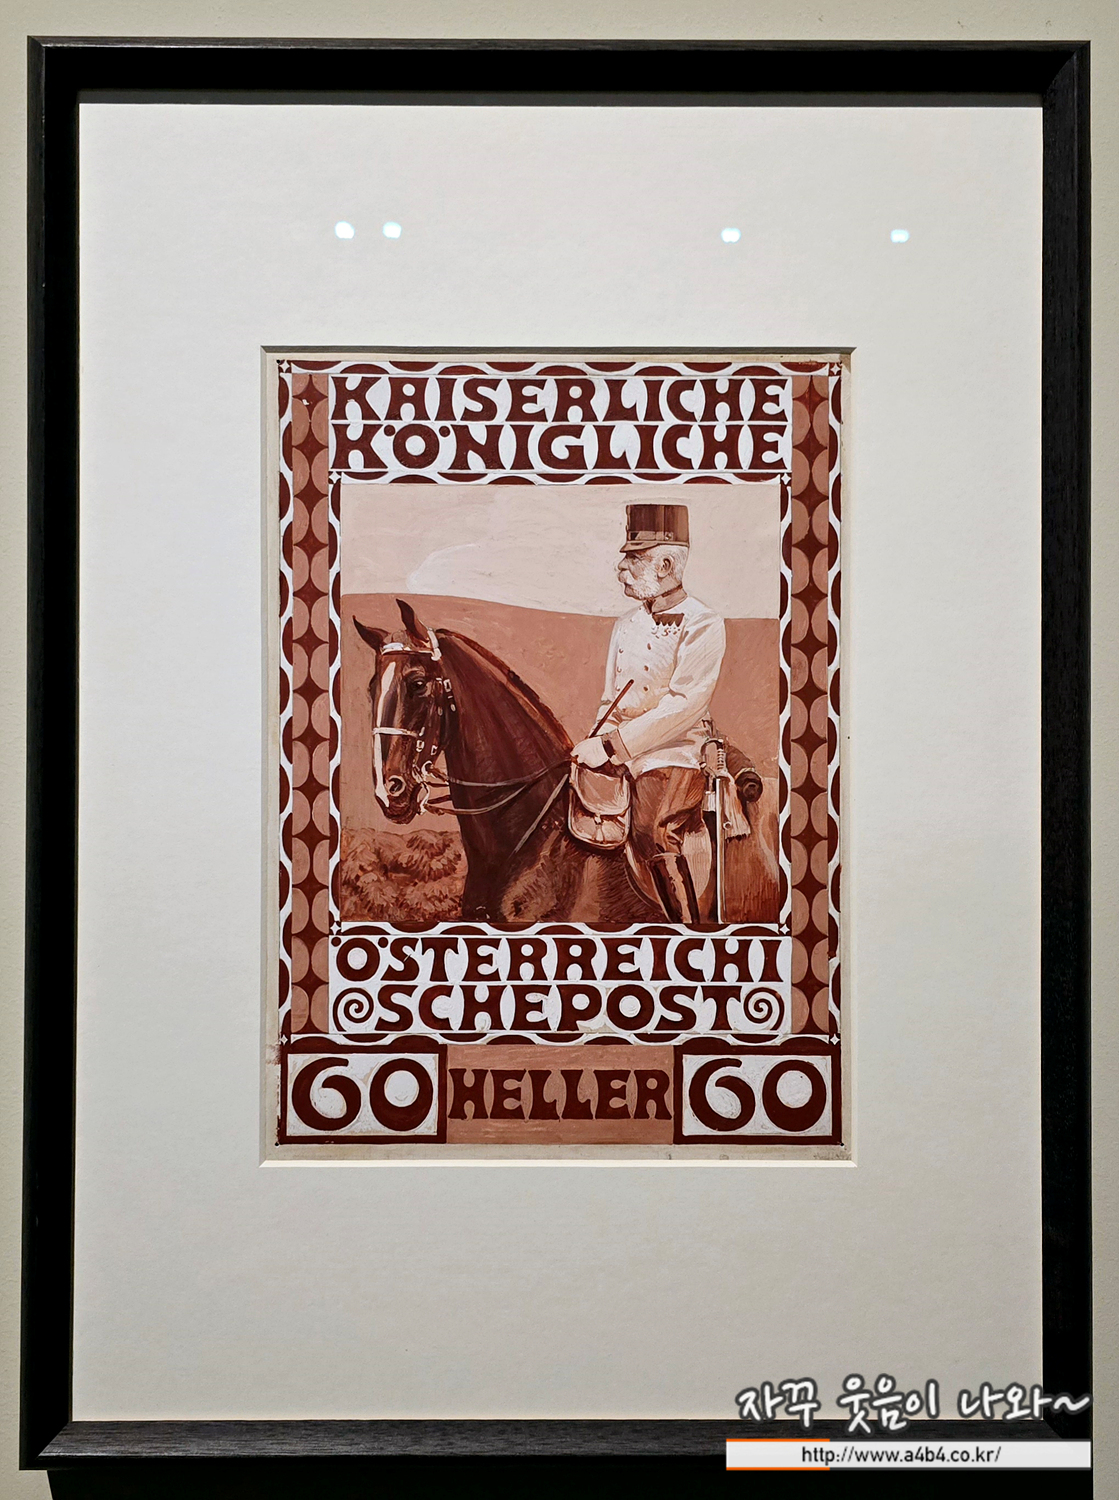 KAISERLICHE
KÖNIGLICHE
ÖSTERREICHI
SCHEPOST
60 HELLER 60
자꾸 웃음이 나와~
http://www.a4b4.co.kr/